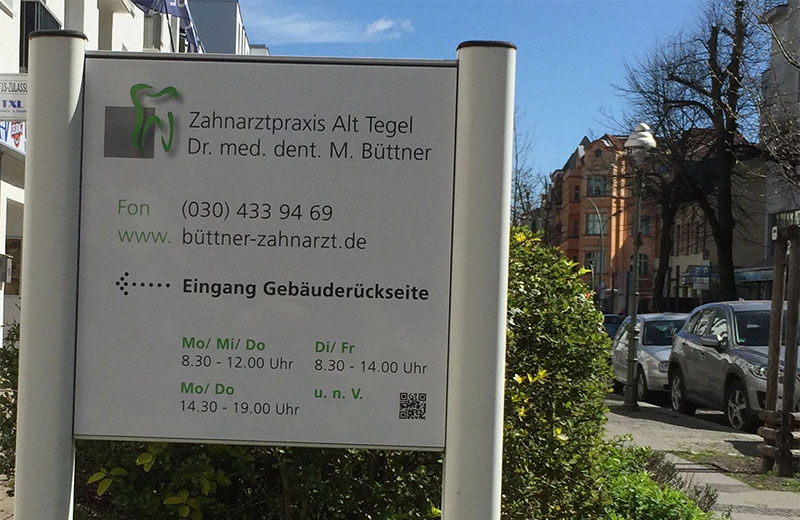 Zahnarztpraxis Alt Tegel
Dr. med. dent. M. Büttner
Fon (030) 433 94 69
www. büttner-zahnarzt.de
Eingang Gebäuderückseite
Mo/ Mi/ Do
8.30 - 12.00 Uhr
Di/ Fr
8.30 - 14.00 Uhr
Mo/ Do
14.30 - 19.00 Uhr
u. n. V.
TXL